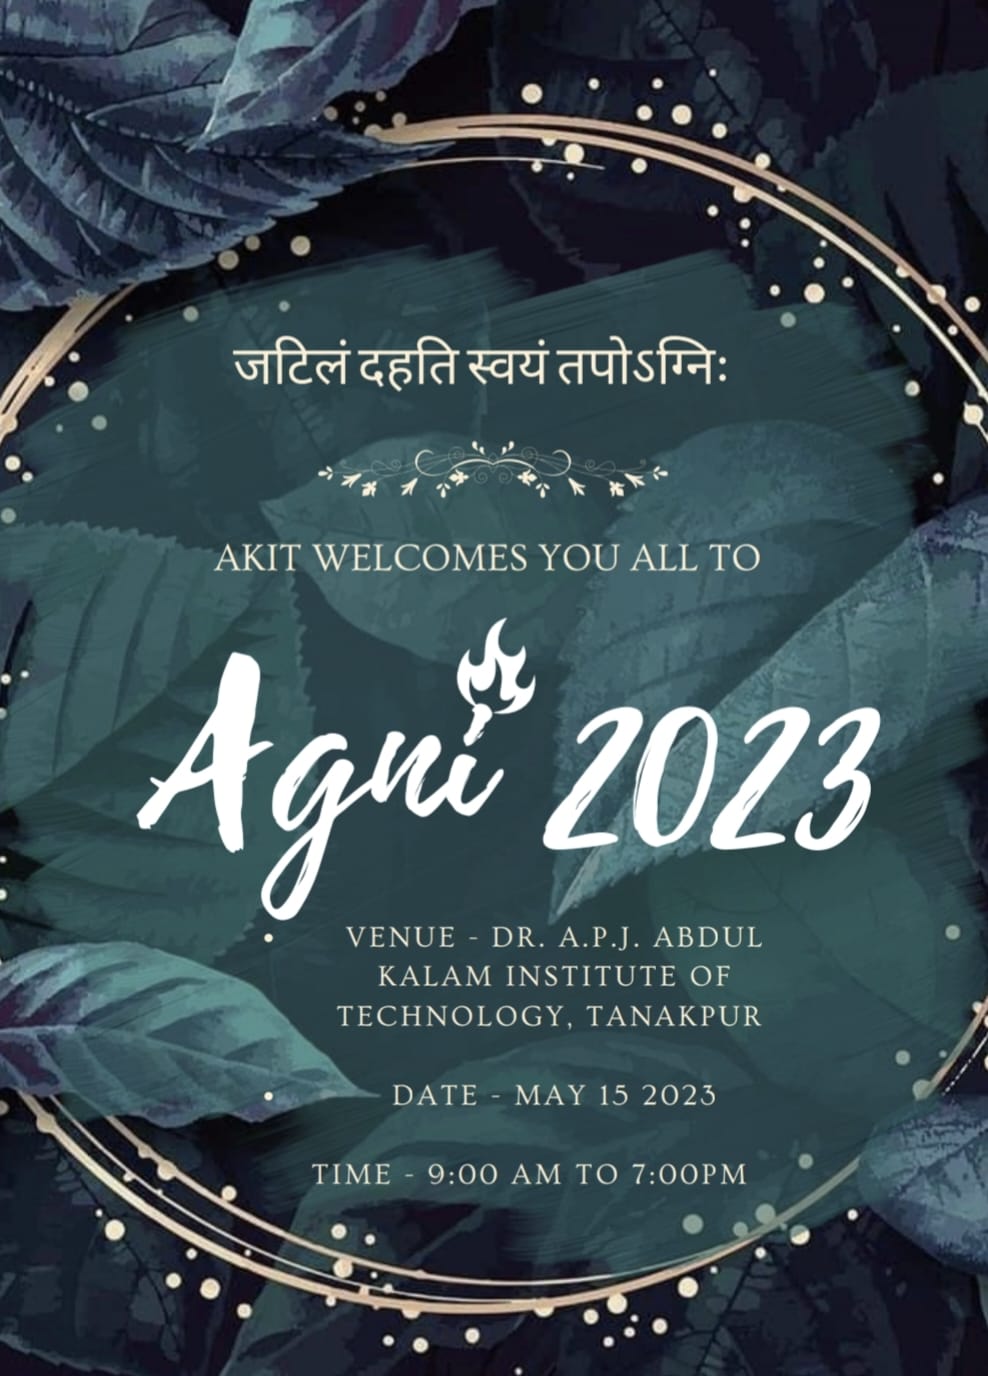 जटिलं दहति स्वयं तपोऽग्निः
AKIT WELCOMES YOU ALL TO
Agni 2023
• VENUE - DR. A.P.J. ABDUL
KALAM INSTITUTE OF
TECHNOLOGY, TANAKPUR
• DATE - MAY 15 2023
TIME - 9:00 AM TO 7:00PM